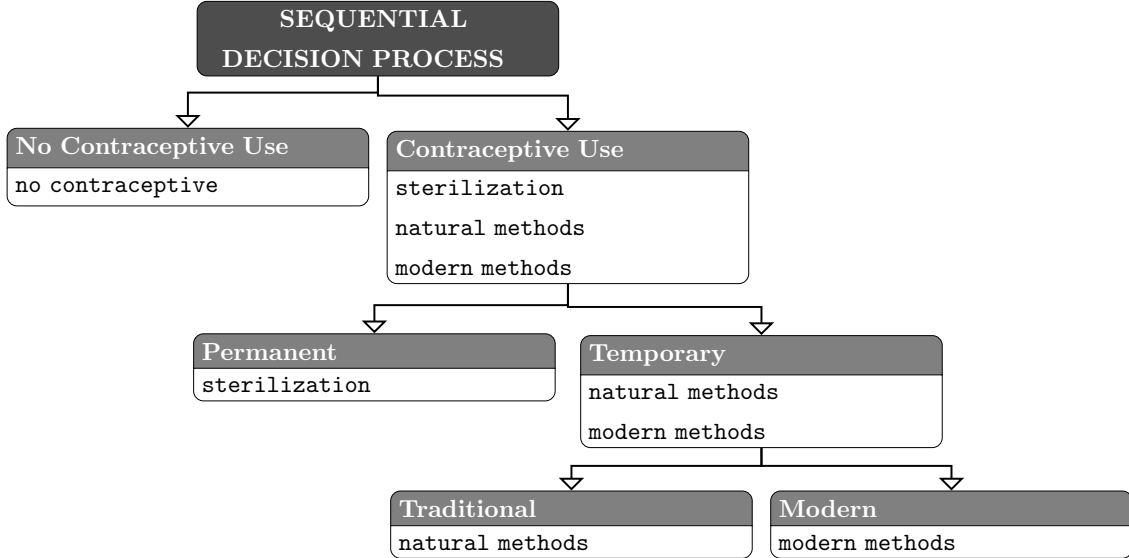 SEQUENTIAL
DECISION PROCESS
No Contraceptive Use
no contraceptive
Contraceptive Use
sterilization
natural methods
modern methods
Permanent
sterilization
Temporary
natural methods
modern methods
Traditional
natural methods
Modern
modern methods